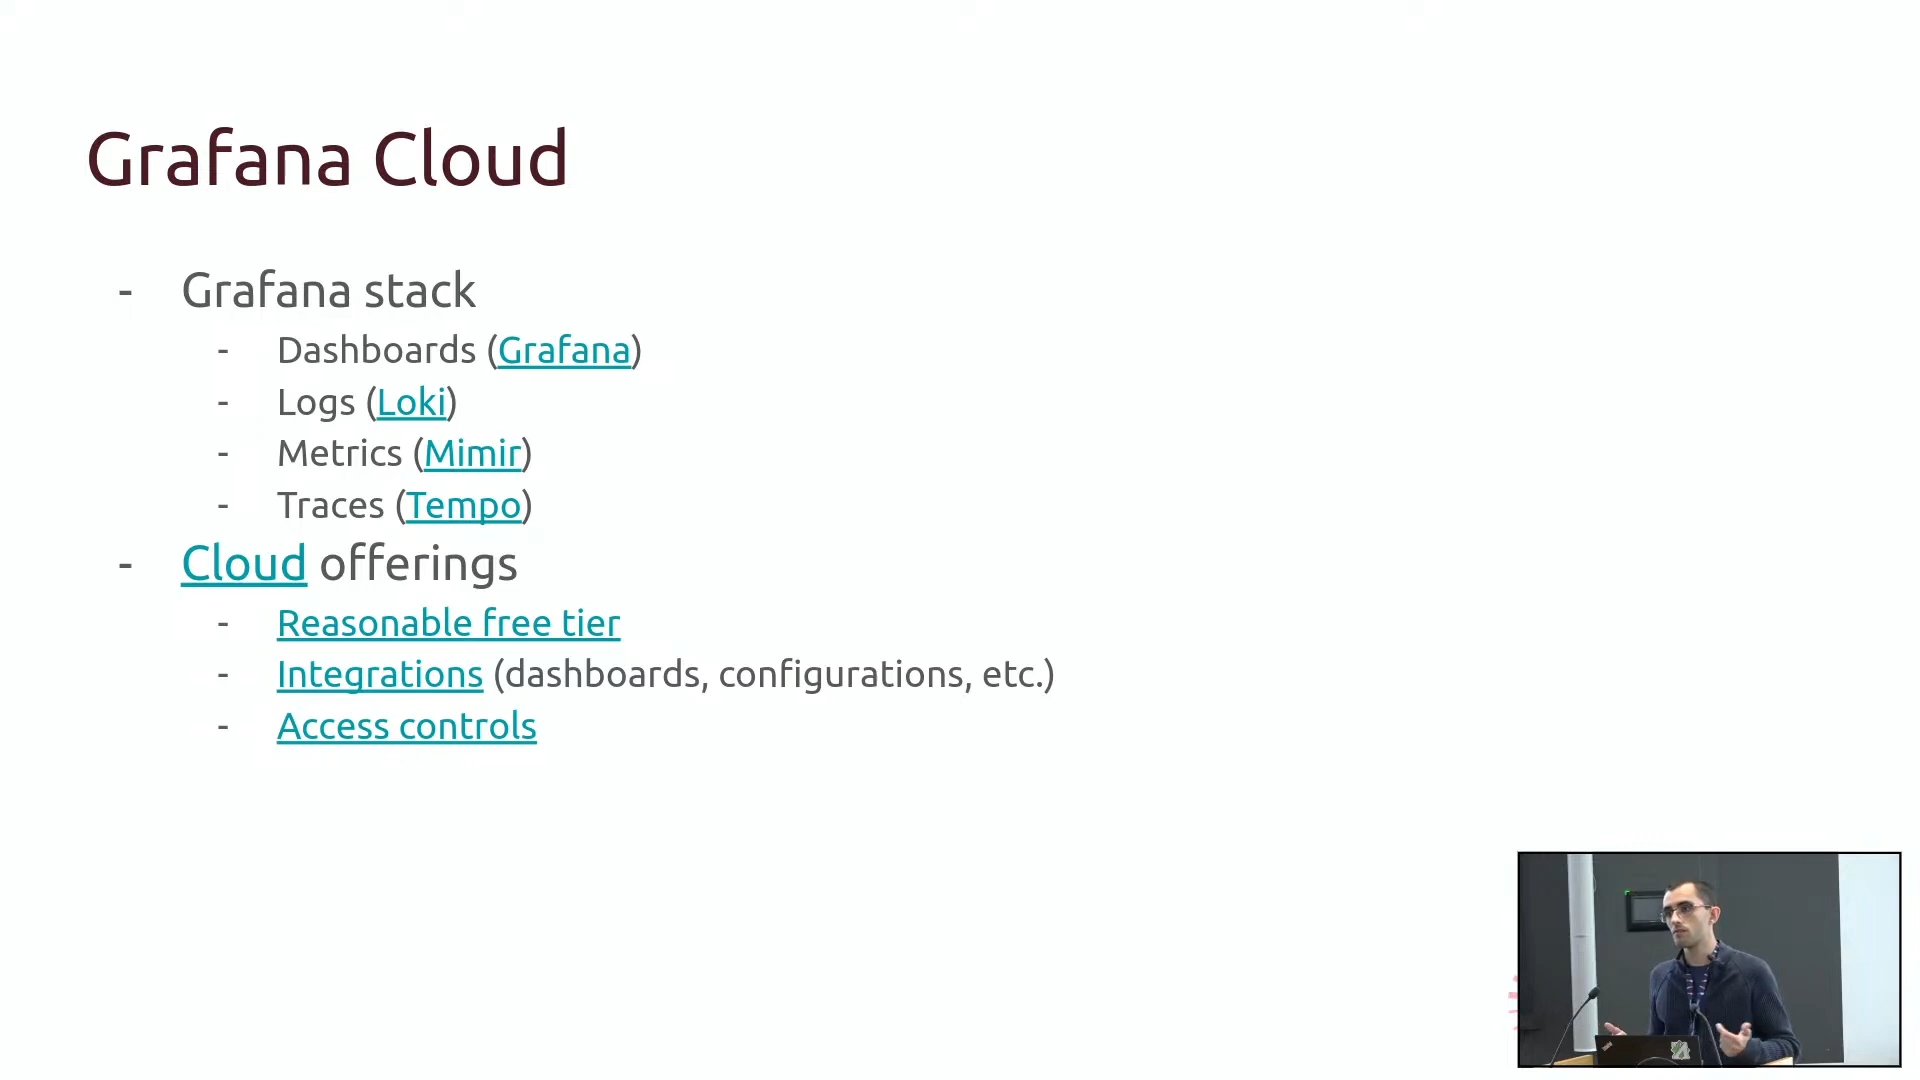 Grafana Cloud
- Grafana stack
- Dashboards (Grafana)
- Logs (Loki)
- Metrics (Mimir)
- Traces (Tempo)
- Cloud offerings
- Reasonable free tier
- Integrations (dashboards, configurations, etc.)
- Access controls